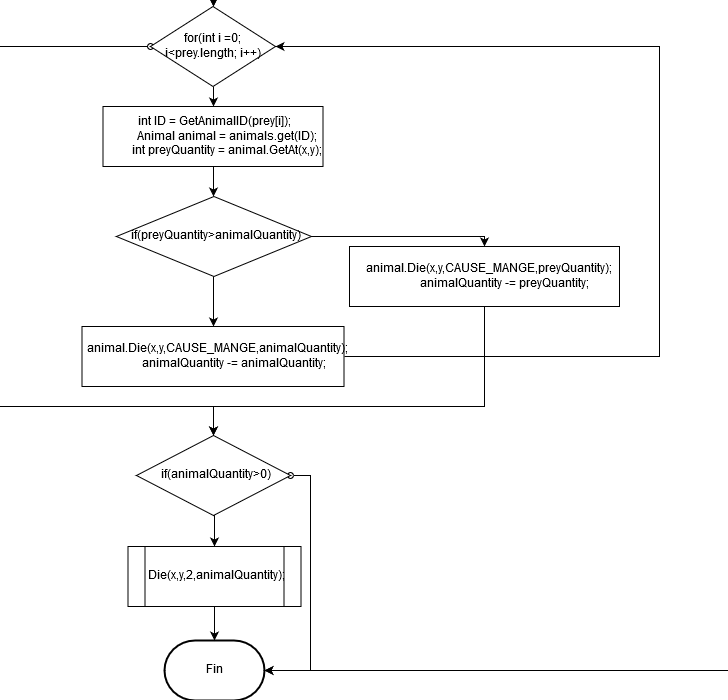 for(int i =0;
i<prey.length; i++)
int ID = GetAnimalID(prey[i]);
Animal animal = animals.get(ID);
int preyQuantity = animal.GetAt(x,y);
if(preyQuantity>animalQuantity)
animal.Die(x,y,CAUSE_MANGE,preyQuantity);
animalQuantity -= preyQuantity;
animal.Die(x,y,CAUSE_MANGE,animalQuantity);
animalQuantity -= animalQuantity;
if(animalQuantity>0)
Die(x,y,2,animalQuantity);
Fin